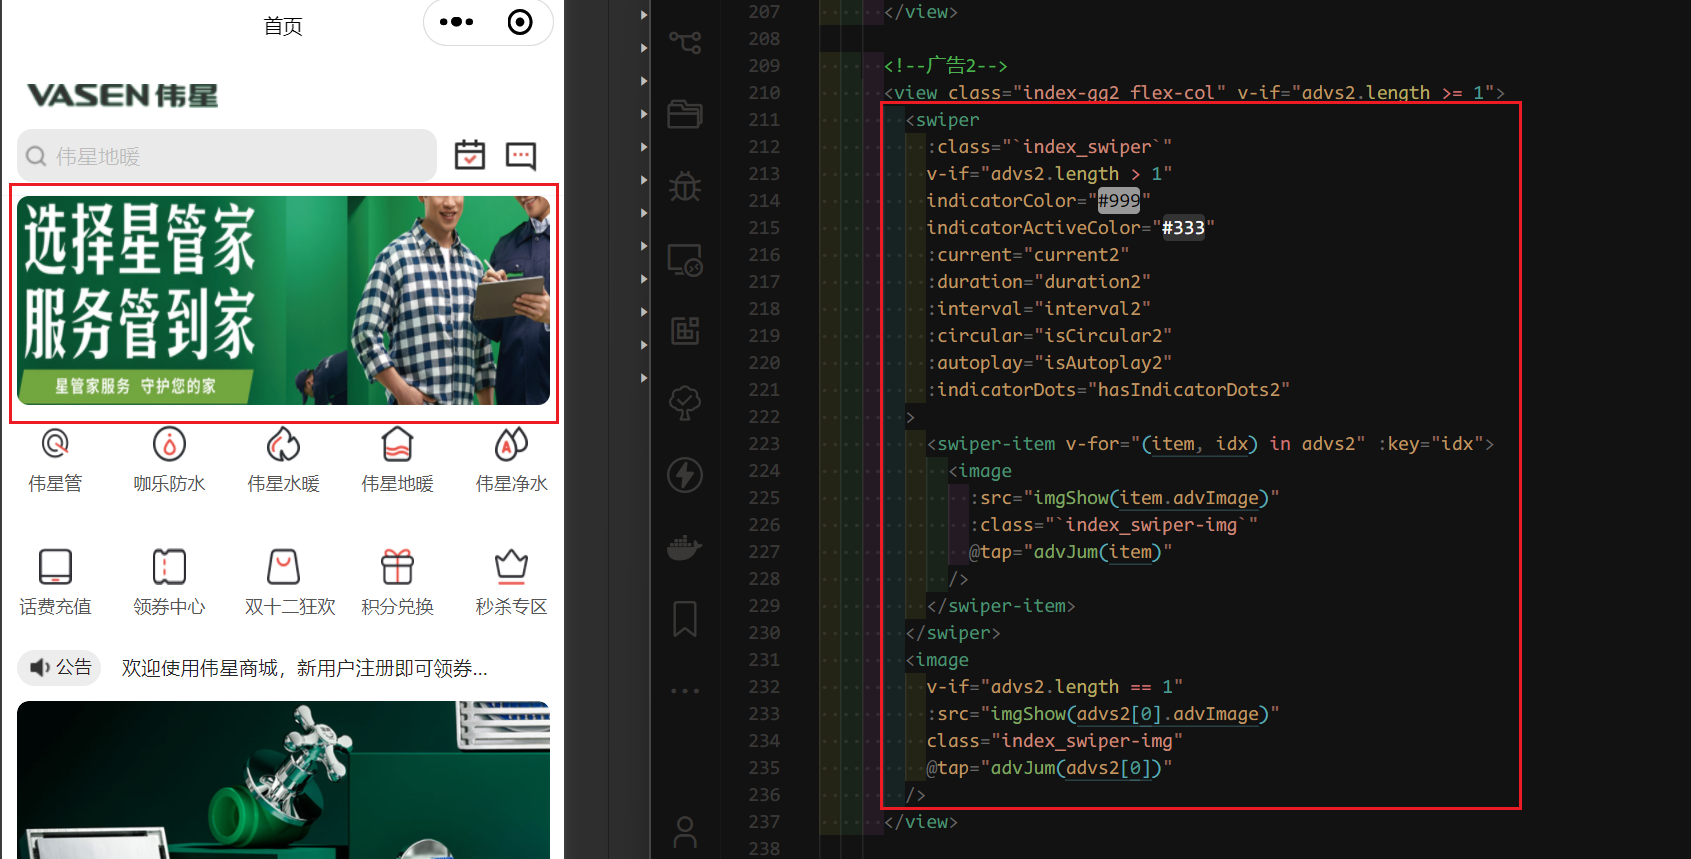 首页
VASEN 伟星
伟星地暖
选择星管家
服务管到家
星管家服务 守护您的家
伟星管
咖乐防水
伟星水暖
伟星地暖
伟星净水
话费充值
领券中心
双十二狂欢
积分兑换
秒杀专区
公告
欢迎使用伟星商城，新用户注册即可领券...
207 </view>
208
209 <!--广告2-->
210 <view class="index-gg2 flex-col" v-if="advs2.length >= 1">
211 <swiper
212 :class="`index_swiper`"
213 v-if="advs2.length > 1"
214 indicatorColor="#999"
215 indicatorActiveColor="#333"
216 :current="current2"
217 :duration="duration2"
218 :interval="interval2"
219 :circular="isCircular2"
220 :autoplay="isAutoplay2"
221 :indicatorDots="hasIndicatorDots2"
222 >
223 <swiper-item v-for="(item, idx) in advs2" :key="idx">
224 <image
225 :src="imgShow(item.advImage)"
226 :class="`index_swiper-img`"
227 @tap="advJum(item)"
228 />
229 </swiper-item>
230 </swiper>
231 <image
232 v-if="advs2.length == 1"
233 :src="imgShow(advs2[0].advImage)"
234 class="index_swiper-img"
235 @tap="advJum(advs2[0])"
236 />
237 </view>
238